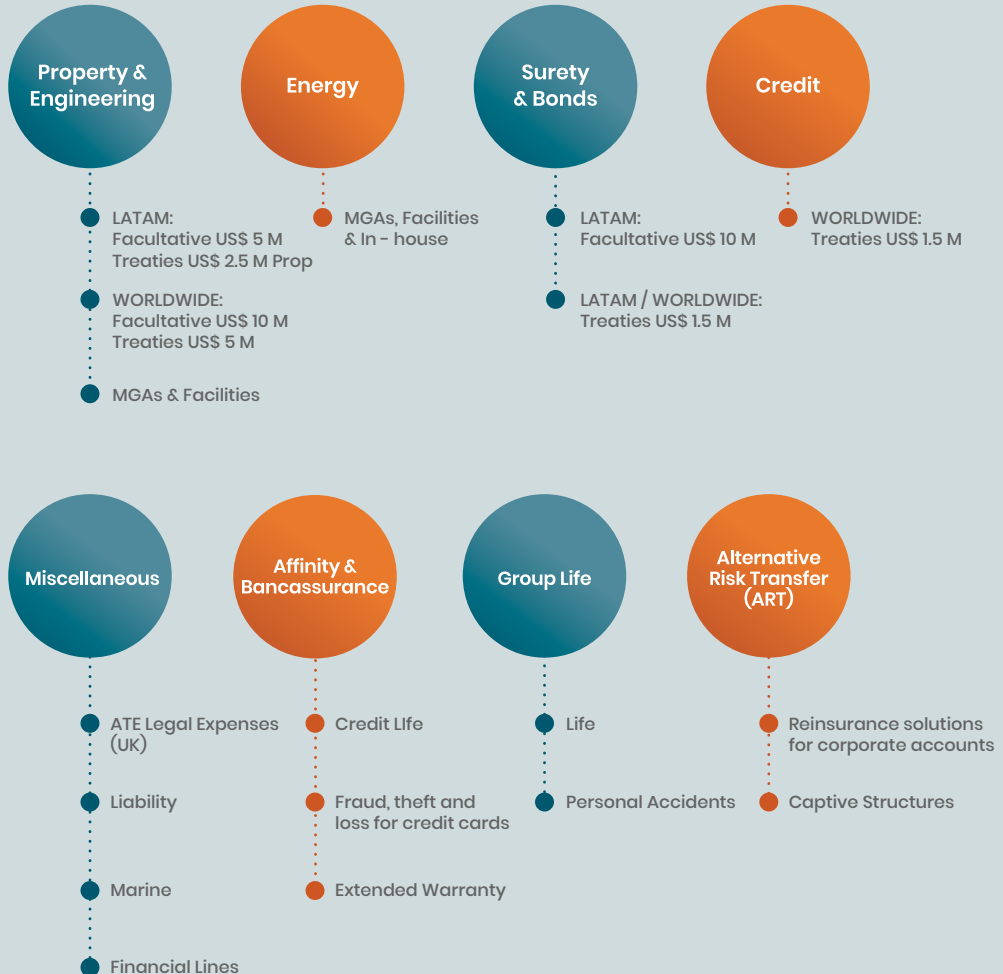 Property &
Engineering
LATAM:
Facultative US$ 5 M
Treaties US$ 2.5 M Prop
WORLDWIDE:
Facultative US$ 10 M
Treaties US$ 5 M
MGAs & Facilities
Energy
MGAs, Facilities
& In - house
Surety
& Bonds
LATAM:
Facultative US$ 10 M
LATAM / WORLDWIDE:
Treaties US$ 1.5 M
Credit
WORLDWIDE:
Treaties US$ 1.5 M
Miscellaneous
ATE Legal Expenses
(UK)
Liability
Marine
Financial Lines
Affinity &
Bancassurance
Credit LIfe
Fraud, theft and
loss for credit cards
Extended Warranty
Group Life
Life
Personal Accidents
Alternative
Risk Transfer
(ART)
Reinsurance solutions
for corporate accounts
Captive Structures